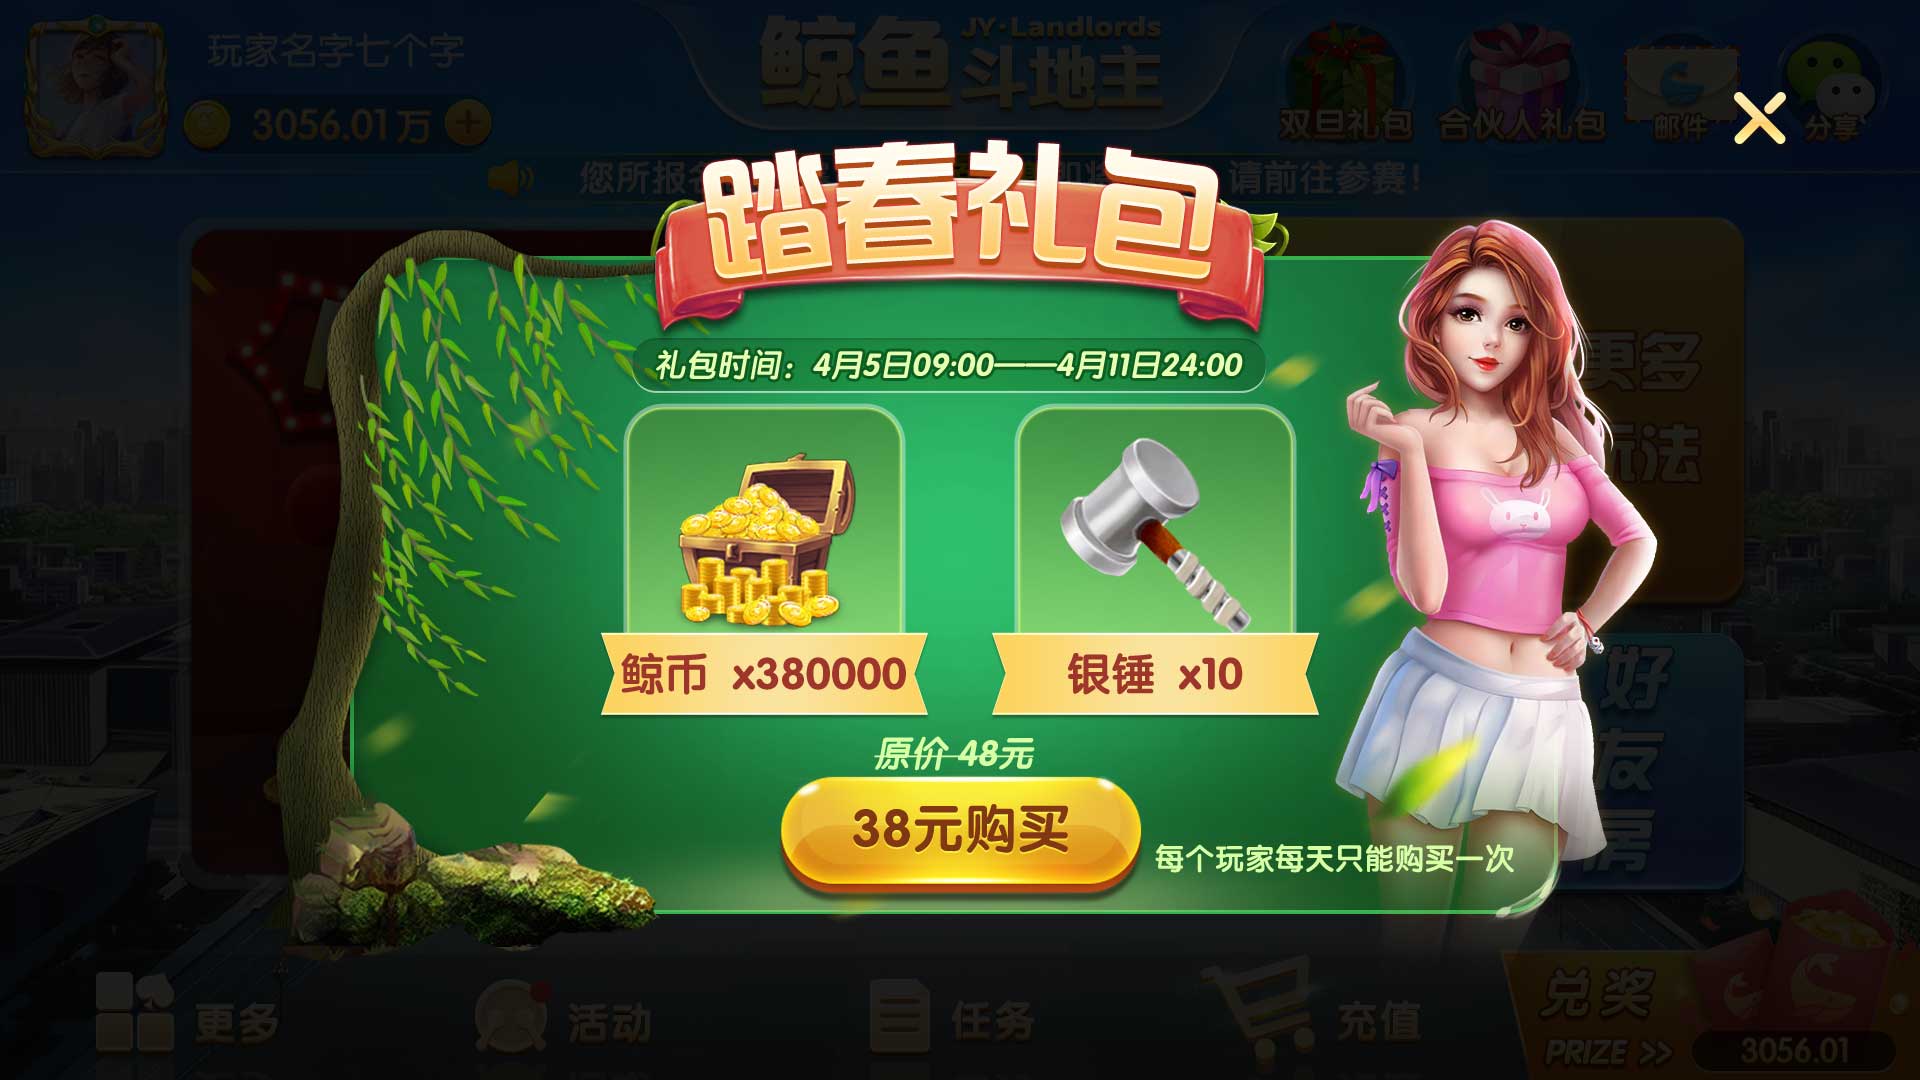 玩家名字七个字
3056.01万
鲸鱼
JY·Landlords
斗地主
双旦礼包
合伙人礼包
邮件
分享
您所报名
请前往参赛!
踏春礼包
礼包时间：4月5日09:00——4月11日24:00
更多
玩法
鲸币 x380000
银锤 x10
好
友
房
原价 48元
38元购买
每个玩家每天只能购买一次
更多
活动
任务
充值
兑奖
PRIZE >>
3056.01